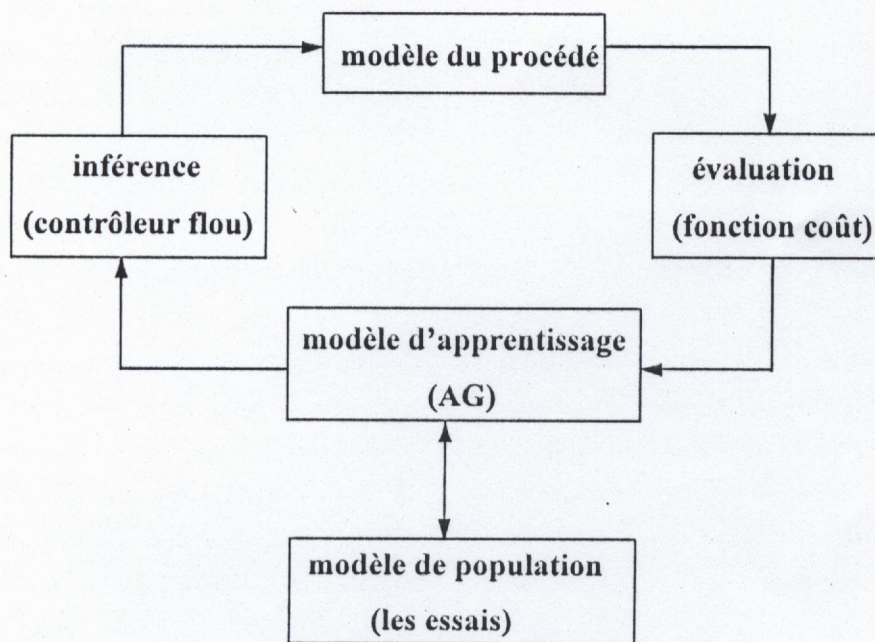 modèle du procédé
inférence
(contrôleur flou)
évaluation
(fonction coût)
modèle d’apprentissage
(AG)
modèle de population
(les essais)